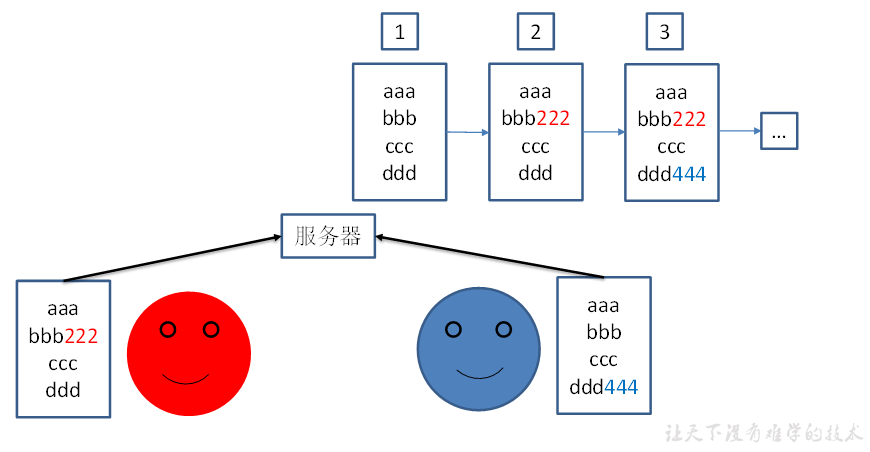 1
2
3
aaa
bbb
ccc
ddd
aaa
bbb222
ccc
ddd
aaa
bbb222
ccc
ddd444
...
服务器
aaa
bbb222
ccc
ddd
aaa
bbb
ccc
ddd444
让天下没有难学的技术